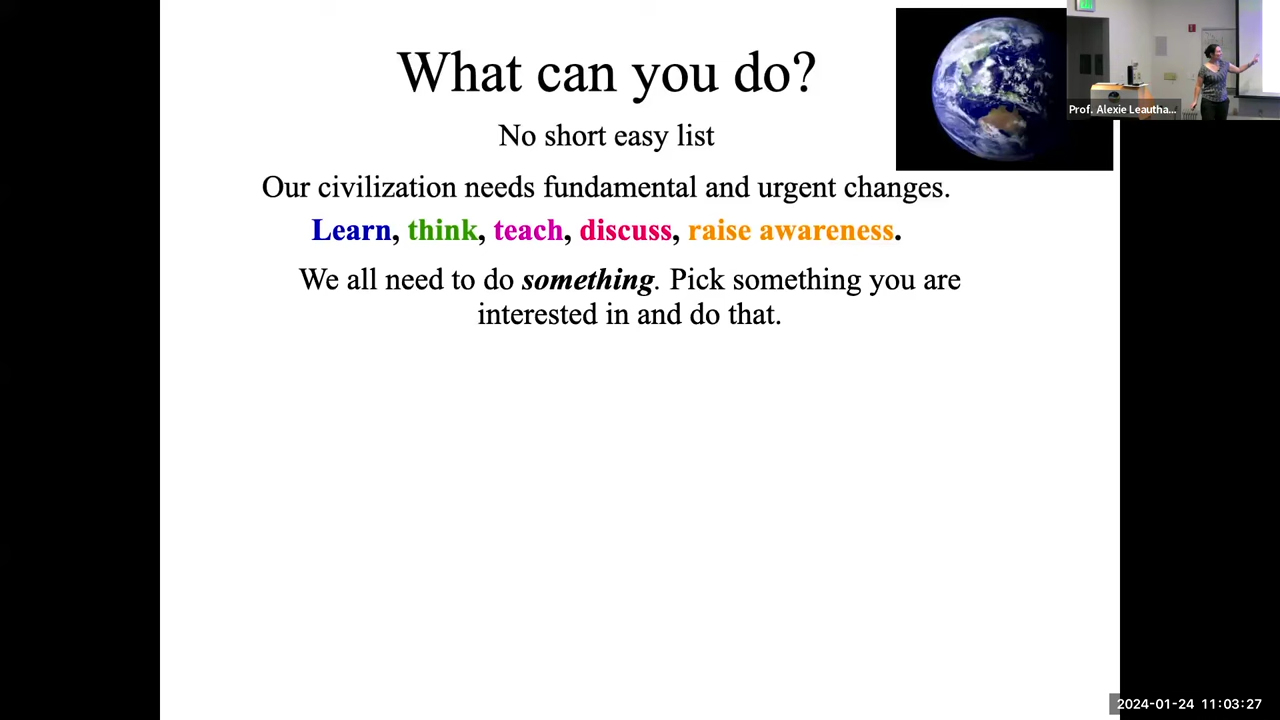 What can you do?
No short easy list
Our civilization needs fundamental and urgent changes.
Learn, think, teach, discuss, raise awareness.
We all need to do something. Pick something you are
interested in and do that.
Prof. Alexie Leautha...
2024-01-24 11:03:27